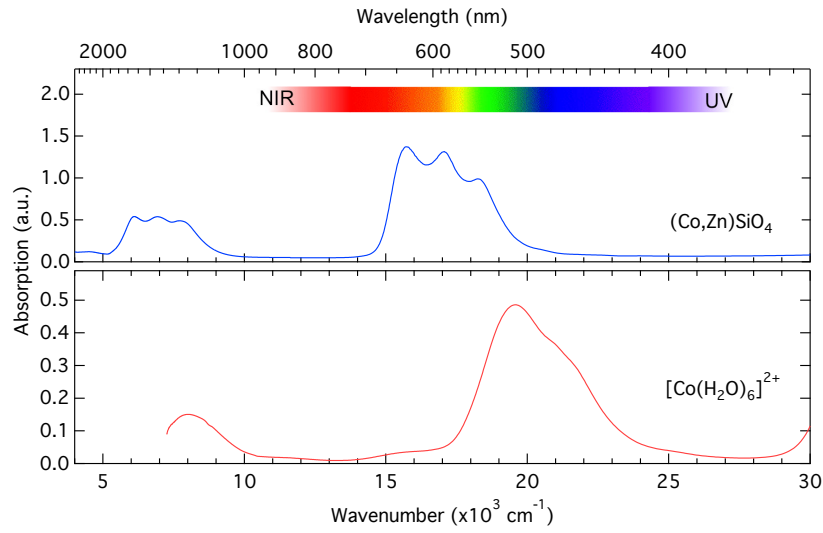 Wavelength (nm)
2000 1000 800 600 500 400
2.0
1.5
1.0
0.5
0.0
NIR UV
(Co,Zn)SiO₄
Absorption (a.u.)
0.5
0.4
0.3
0.2
0.1
0.0
[Co(H₂O)₆]²⁺
5 10 15 20 25 30
Wavenumber (x10³ cm⁻¹)